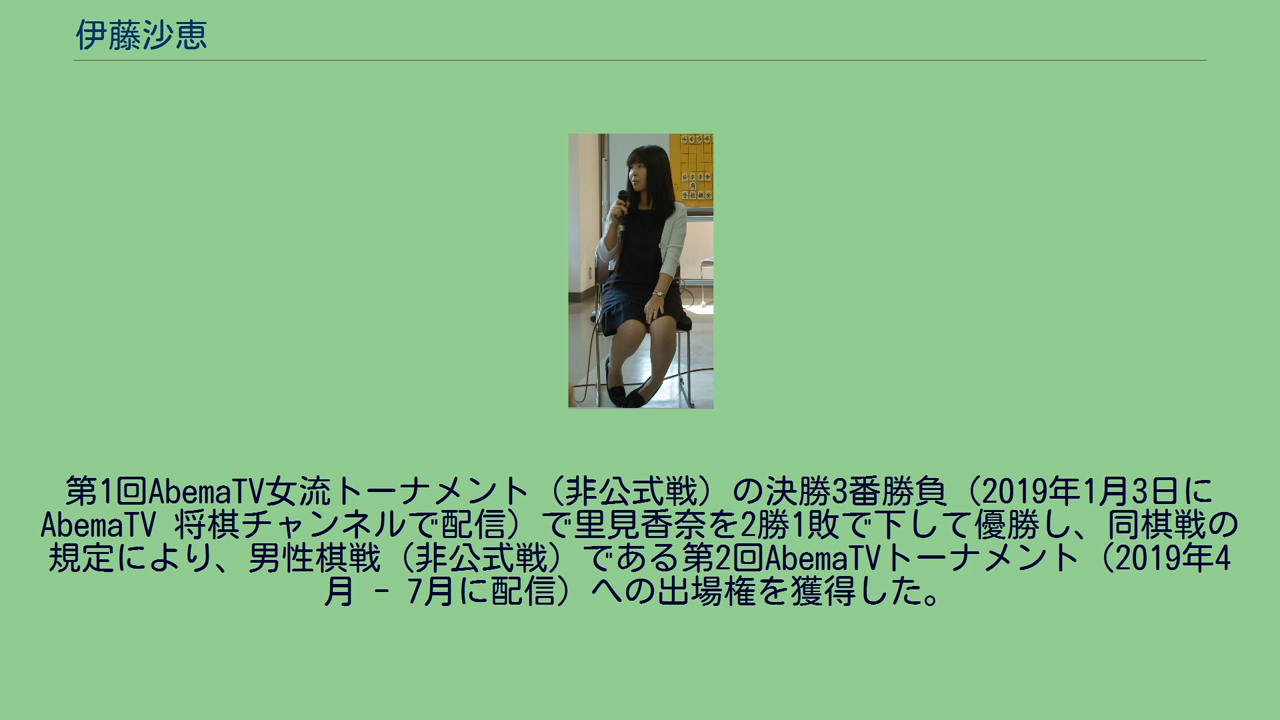 伊藤沙恵
第1回AbemaTV女流トーナメント（非公式戦）の決勝3番勝負（2019年1月3日に
AbemaTV 将棋チャンネルで配信）で里見香奈を2勝1敗で下して優勝し、同棋戦の
規定により、男性棋戦（非公式戦）である第2回AbemaTVトーナメント（2019年4
月 - 7月に配信）への出場権を獲得した。